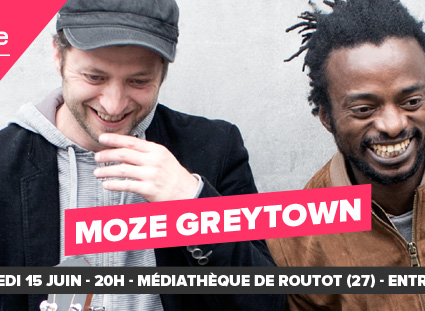 e
MOZE GREYTOWN
EDI 15 JUIN - 20H - MÉDIATHÈQUE DE ROUTOT (27) - ENTR